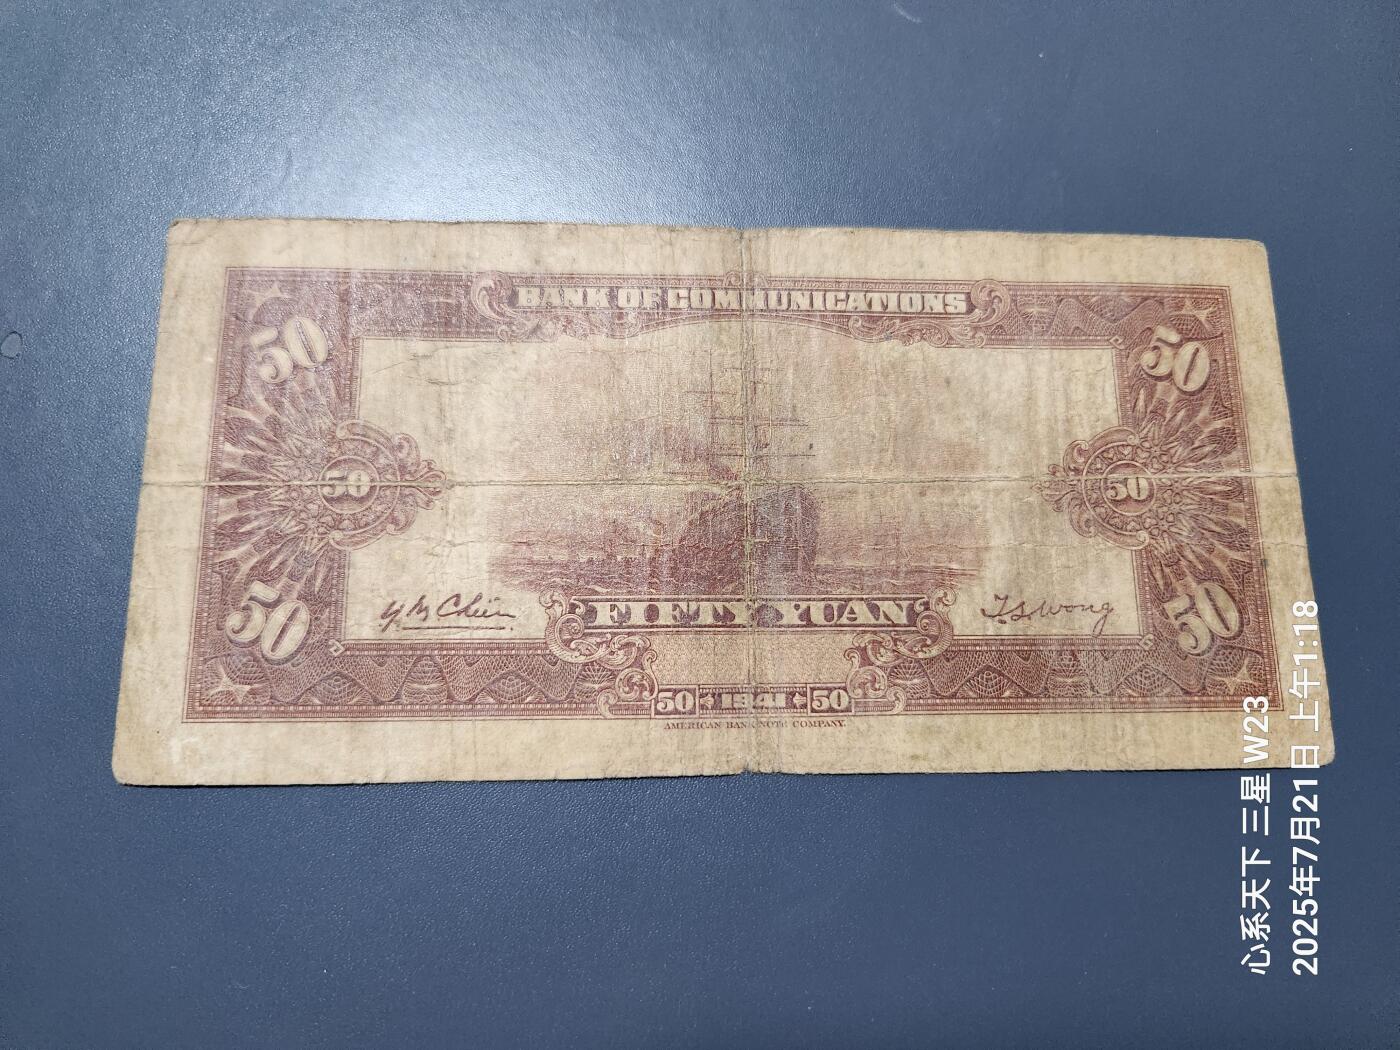 BANK OF COMMUNICATIONS
50
50
50
50
Y M Chien
FIFTY YUAN
T S Wong
50
50
50 1941 50
AMERICAN BANK NOTE COMPANY.
心系天下 三星 W23
2025年7月21日 上午1:18